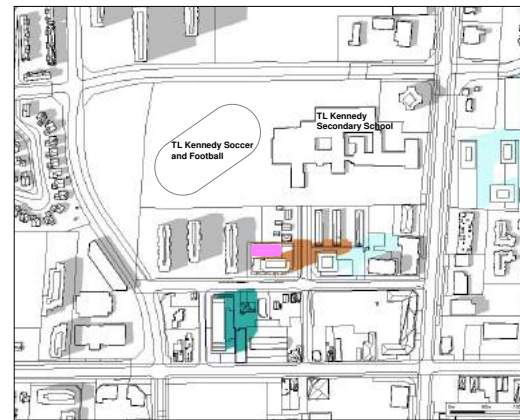 TL Kennedy
Secondary School
TL Kennedy Soccer
and Football